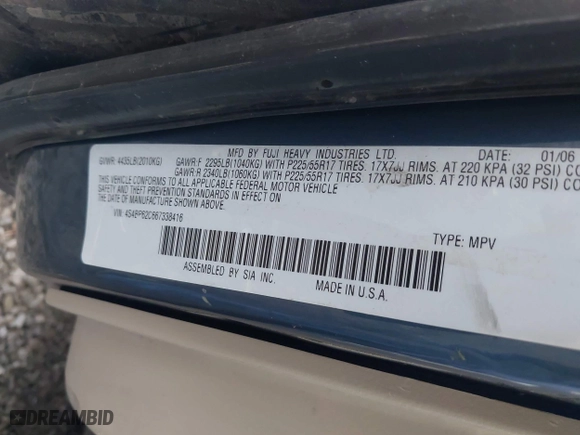 MFD BY FUJI HEAVY INDUSTRIES LTD. DATE: 01/06
GVWR: 4435LB(2010KG) GAWR:F 2295LB(1040KG) WITH P225/55R17 TIRES. 17X7JJ RIMS. AT 220 KPA (32 PSI) CO
GAWR:R 2340LB(1060KG) WITH P225/55R17 TIRES. 17X7JJ RIMS. AT 210 KPA (30 PSI) CO
THIS VEHICLE CONFORMS TO ALL APPLICABLE FEDERAL MOTOR VEHICLE
SAFETY AND THEFT PREVENTION STANDARDS IN EFFECT ON
THE DATE OF MANUFACTURE SHOWN ABOVE.
VIN: 4S4BP62C667338416
TYPE: MPV
ASSEMBLED BY SIA INC. MADE IN U.S.A.
DREAMBID